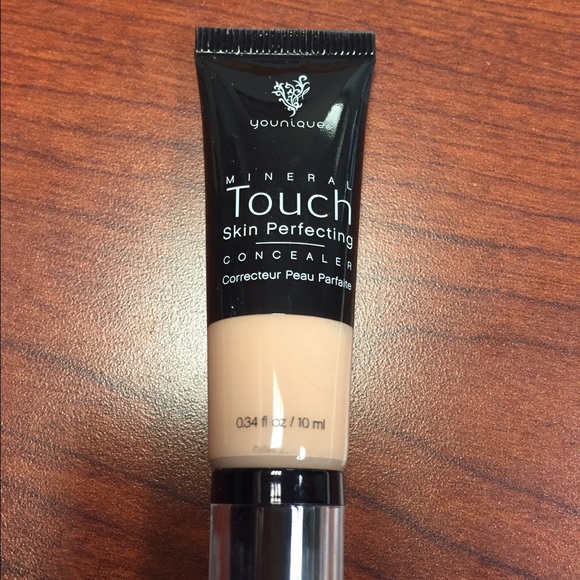 younique
MINERAL
Touch
Skin Perfecting
CONCEALER
Correcteur Peau Parfaite
0.34 fl oz / 10 ml